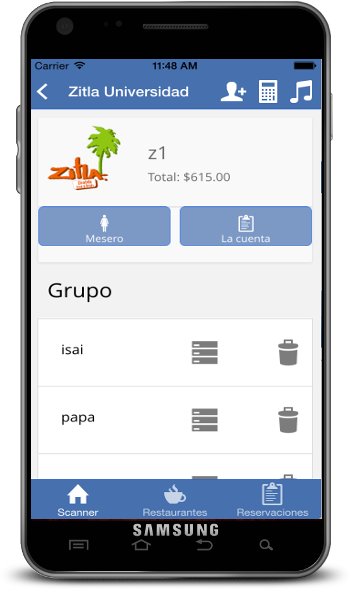 Carrier 11:48 AM
Zitla Universidad
zitla
z1
Total: $615.00
Mesero
La cuenta
Grupo
isai
papa
Scanner
Restaurantes
Reservaciones
SAMSUNG